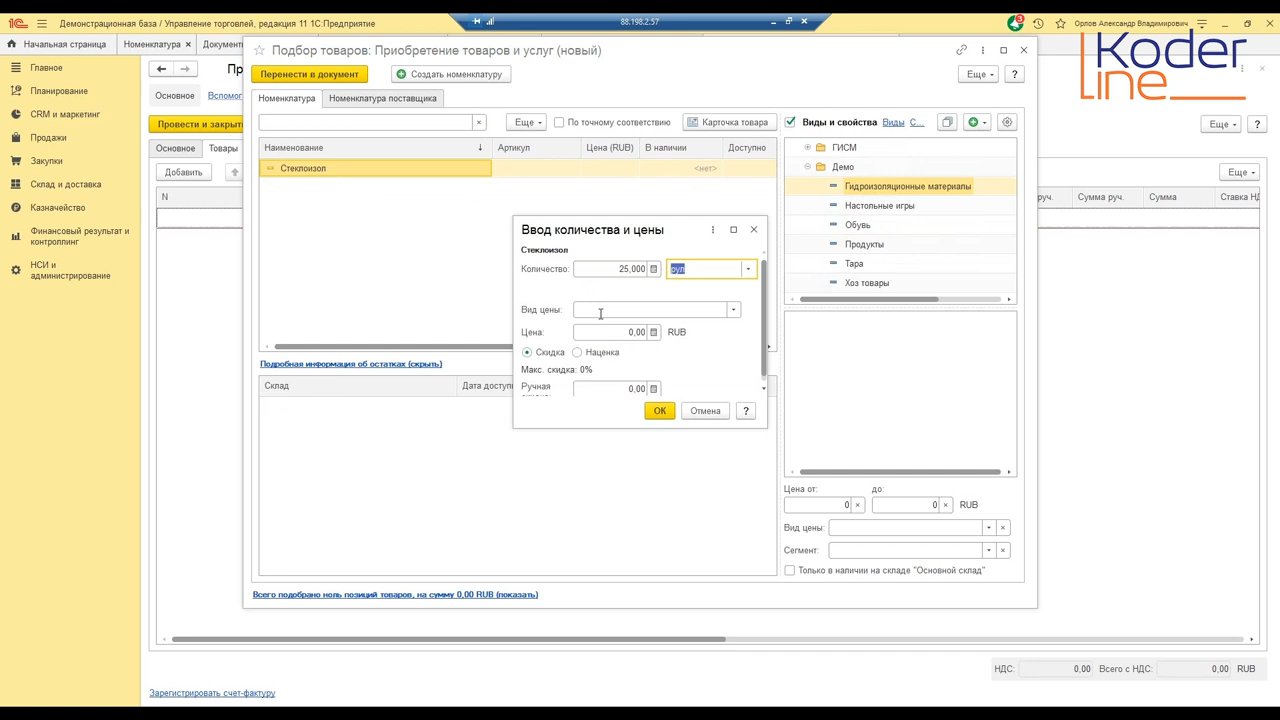 Демонстрационная база / Управление торговлей, редакция 11 1С:Предприятие
88.198.2.57
3
Орлов Александр Владимирович
Начальная страница
Номенклатура ×
Koder
line
Подбор товаров: Приобретение товаров и услуг (новый)
Главное
Планирование
CRM и маркетинг
Продажи
Закупки
Склад и доставка
Казначейство
Финансовый результат и
контроллинг
НСИ и
администрирование
Основное
Провести и закрыть
Основное Товары
Добавить
N
Еще
?
Еще
Сумма руч. Сумма
Перенести в документ
Создать номенклатуру
Еще
?
Номенклатура Номенклатура поставщика
Еще
По точному соответствию
Карточка товара
Виды и свойства Виды С...
Наименование Артикул Цена (RUB) В наличии Доступно
Стеклоизол <нет>
ГИСМ
Демо
Гидроизоляционные материалы
Настольные игры
Обувь
Продукты
Тара
Хоз товары
Ввод количества и цены
Стеклоизол
Количество: 25,000 рул
Вид цены:
Цена: 0,00 RUB
Скидка Наценка
Макс. скидка: 0%
Ручная 0,00
ОК Отмена ?
Подробная информация об остатках (скрыть)
Склад
Цена от: до:
0 × 0 × RUB
Вид цены:
Сегмент:
Только в наличии на складе "Основной склад"
Всего подобрано ноль позиций товаров, на сумму 0,00 RUB (показать)
НДС: 0,00 Всего с НДС: 0,00 RUB
Зарегистрировать счет-фактуру